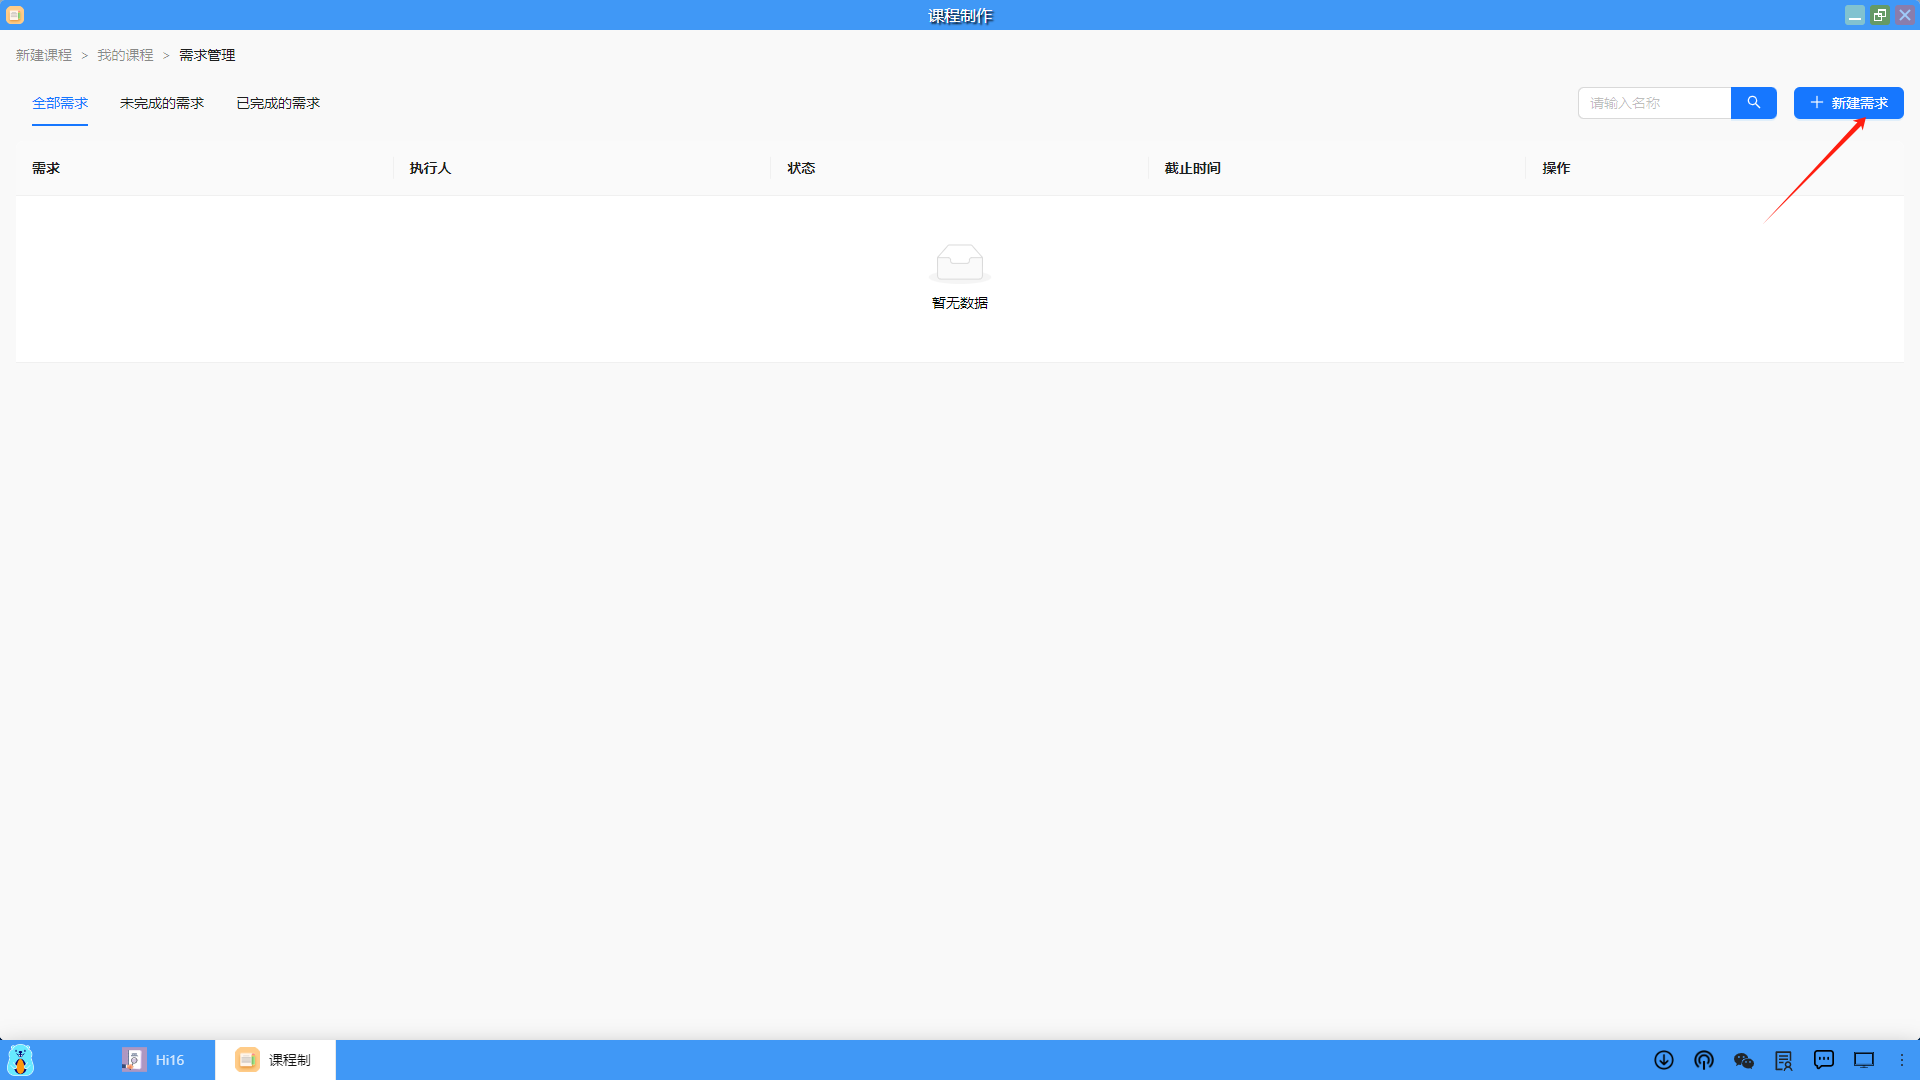 课程制作
新建课程 > 我的课程 > 需求管理
全部需求 未完成的需求 已完成的需求 请输入名称 新建需求
需求 执行人 状态 截止时间 操作
暂无数据
Hi16 课程制